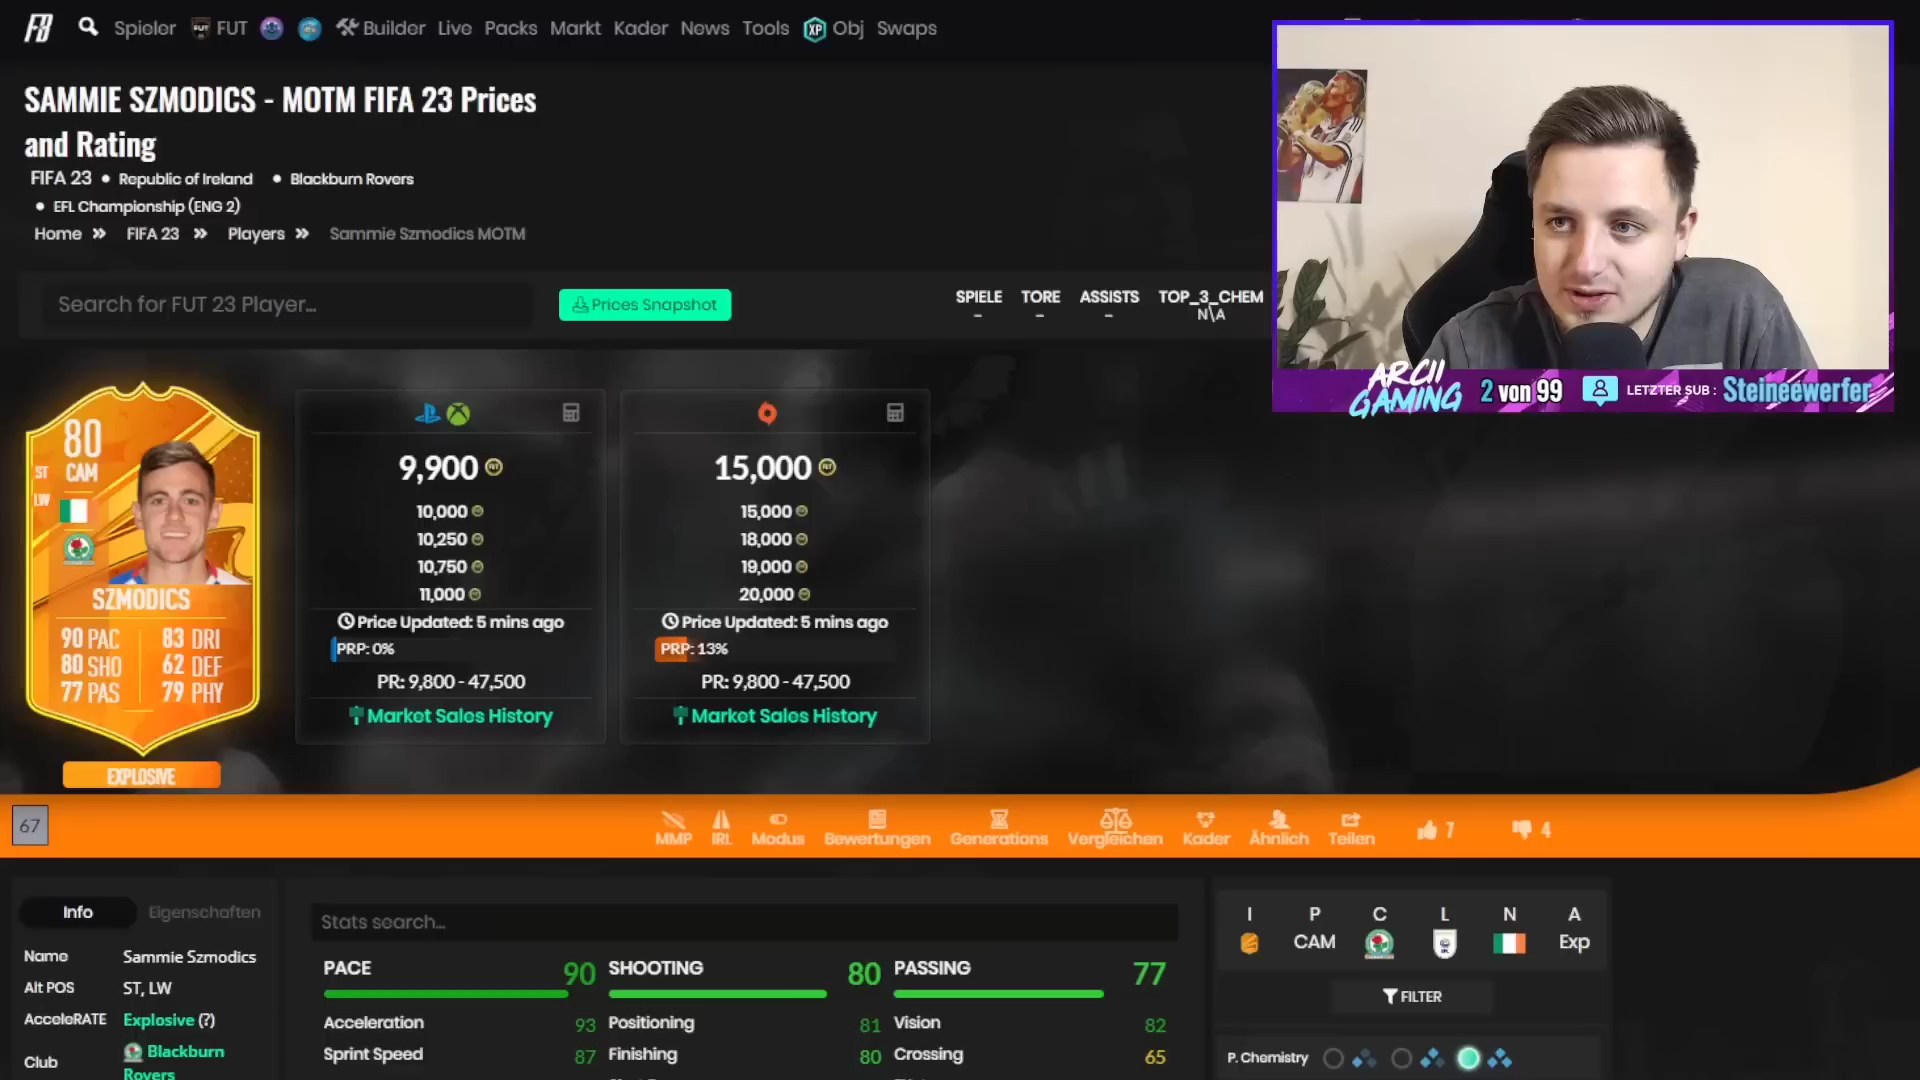 Spieler FUT Builder Live Packs Markt Kader News Tools XP Obj Swaps
SAMMIE SZMODICS - MOTM FIFA 23 Prices
and Rating
FIFA 23 • Republic of Ireland • Blackburn Rovers
• EFL Championship (ENG 2)
Home » FIFA 23 » Players » Sammie Szmodics MOTM
Search for FUT 23 Player...
Prices Snapshot
SPIELE TORE ASSISTS TOP_3_CHEM
- - - N\A
ARCII
GAMING
2 von 99
LETZTER SUB : Steineewerfer
80
CAM
ST
LW
SZMODICS
90 PAC 83 DRI
80 SHO 62 DEF
77 PAS 79 PHY
EXPLOSIVE
9,900
10,000
10,250
10,750
11,000
Price Updated: 5 mins ago
PRP: 0%
PR: 9,800 - 47,500
Market Sales History
15,000
15,000
18,000
19,000
20,000
Price Updated: 5 mins ago
PRP: 13%
PR: 9,800 - 47,500
Market Sales History
67
MMP IRL Modus Bewertungen Generations Vergleichen Kader Ähnlich Teilen 7 4
Info Eigenschaften
Name Sammie Szmodics
Alt POS ST, LW
AcceleRATE Explosive (?)
Club Blackburn
Rovers
Stats search...
PACE 90
Acceleration 93
Sprint Speed 87
SHOOTING 80
Positioning 81
Finishing 80
PASSING 77
Vision 82
Crossing 65
I P C L N A
CAM Exp
FILTER
P. Chemistry